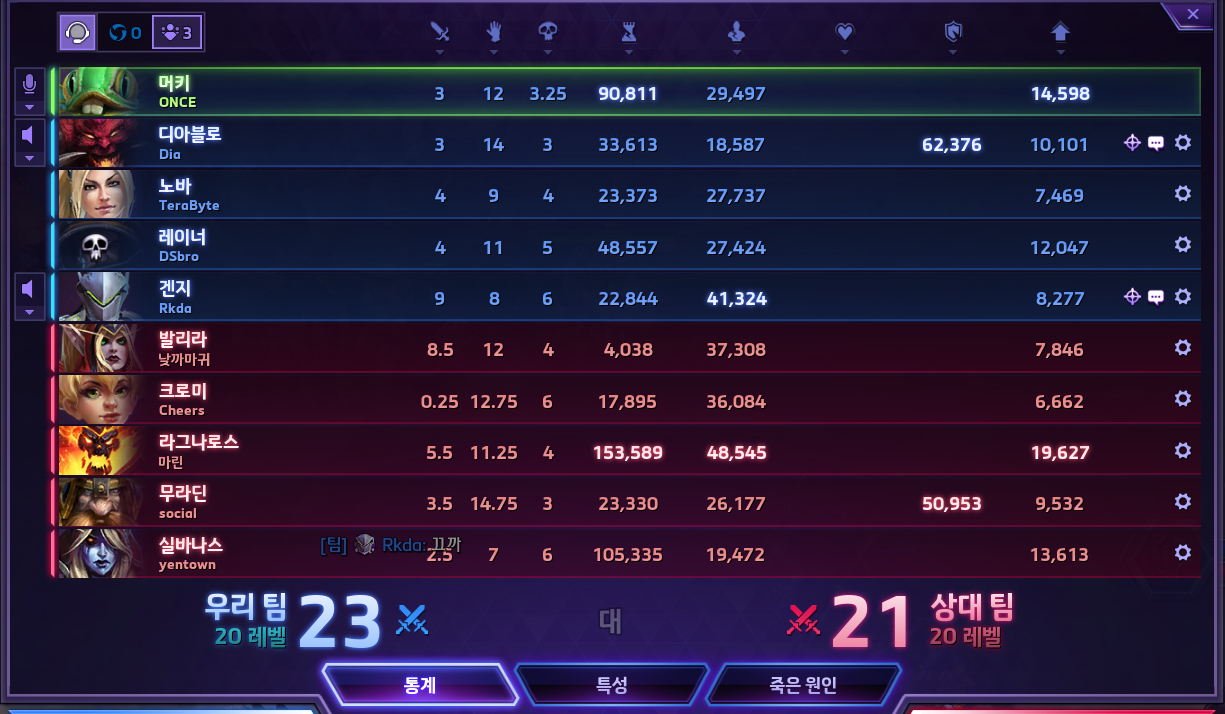 0 3
머키
ONCE
3 12 3.25 90,811 29,497 14,598
디아블로
Dia
3 14 3 33,613 18,587 62,376 10,101
노바
TeraByte
4 9 4 23,373 27,737 7,469
레이너
DSbro
4 11 5 48,557 27,424 12,047
겐지
Rkda
9 8 6 22,844 41,324 8,277
발리라
낮까마귀
8.5 12 4 4,038 37,308 7,846
크로미
Cheers
0.25 12.75 6 17,895 36,084 6,662
라그나로스
마린
5.5 11.25 4 153,589 48,545 19,627
무라딘
social
3.5 14.75 3 23,330 26,177 50,953 9,532
[팀] Rkda: 끄까
실바나스
yentown
2.5 7 6 105,335 19,472 13,613
우리 팀
20 레벨
23
대
21
상대 팀
20 레벨
통계 특성 죽은 원인